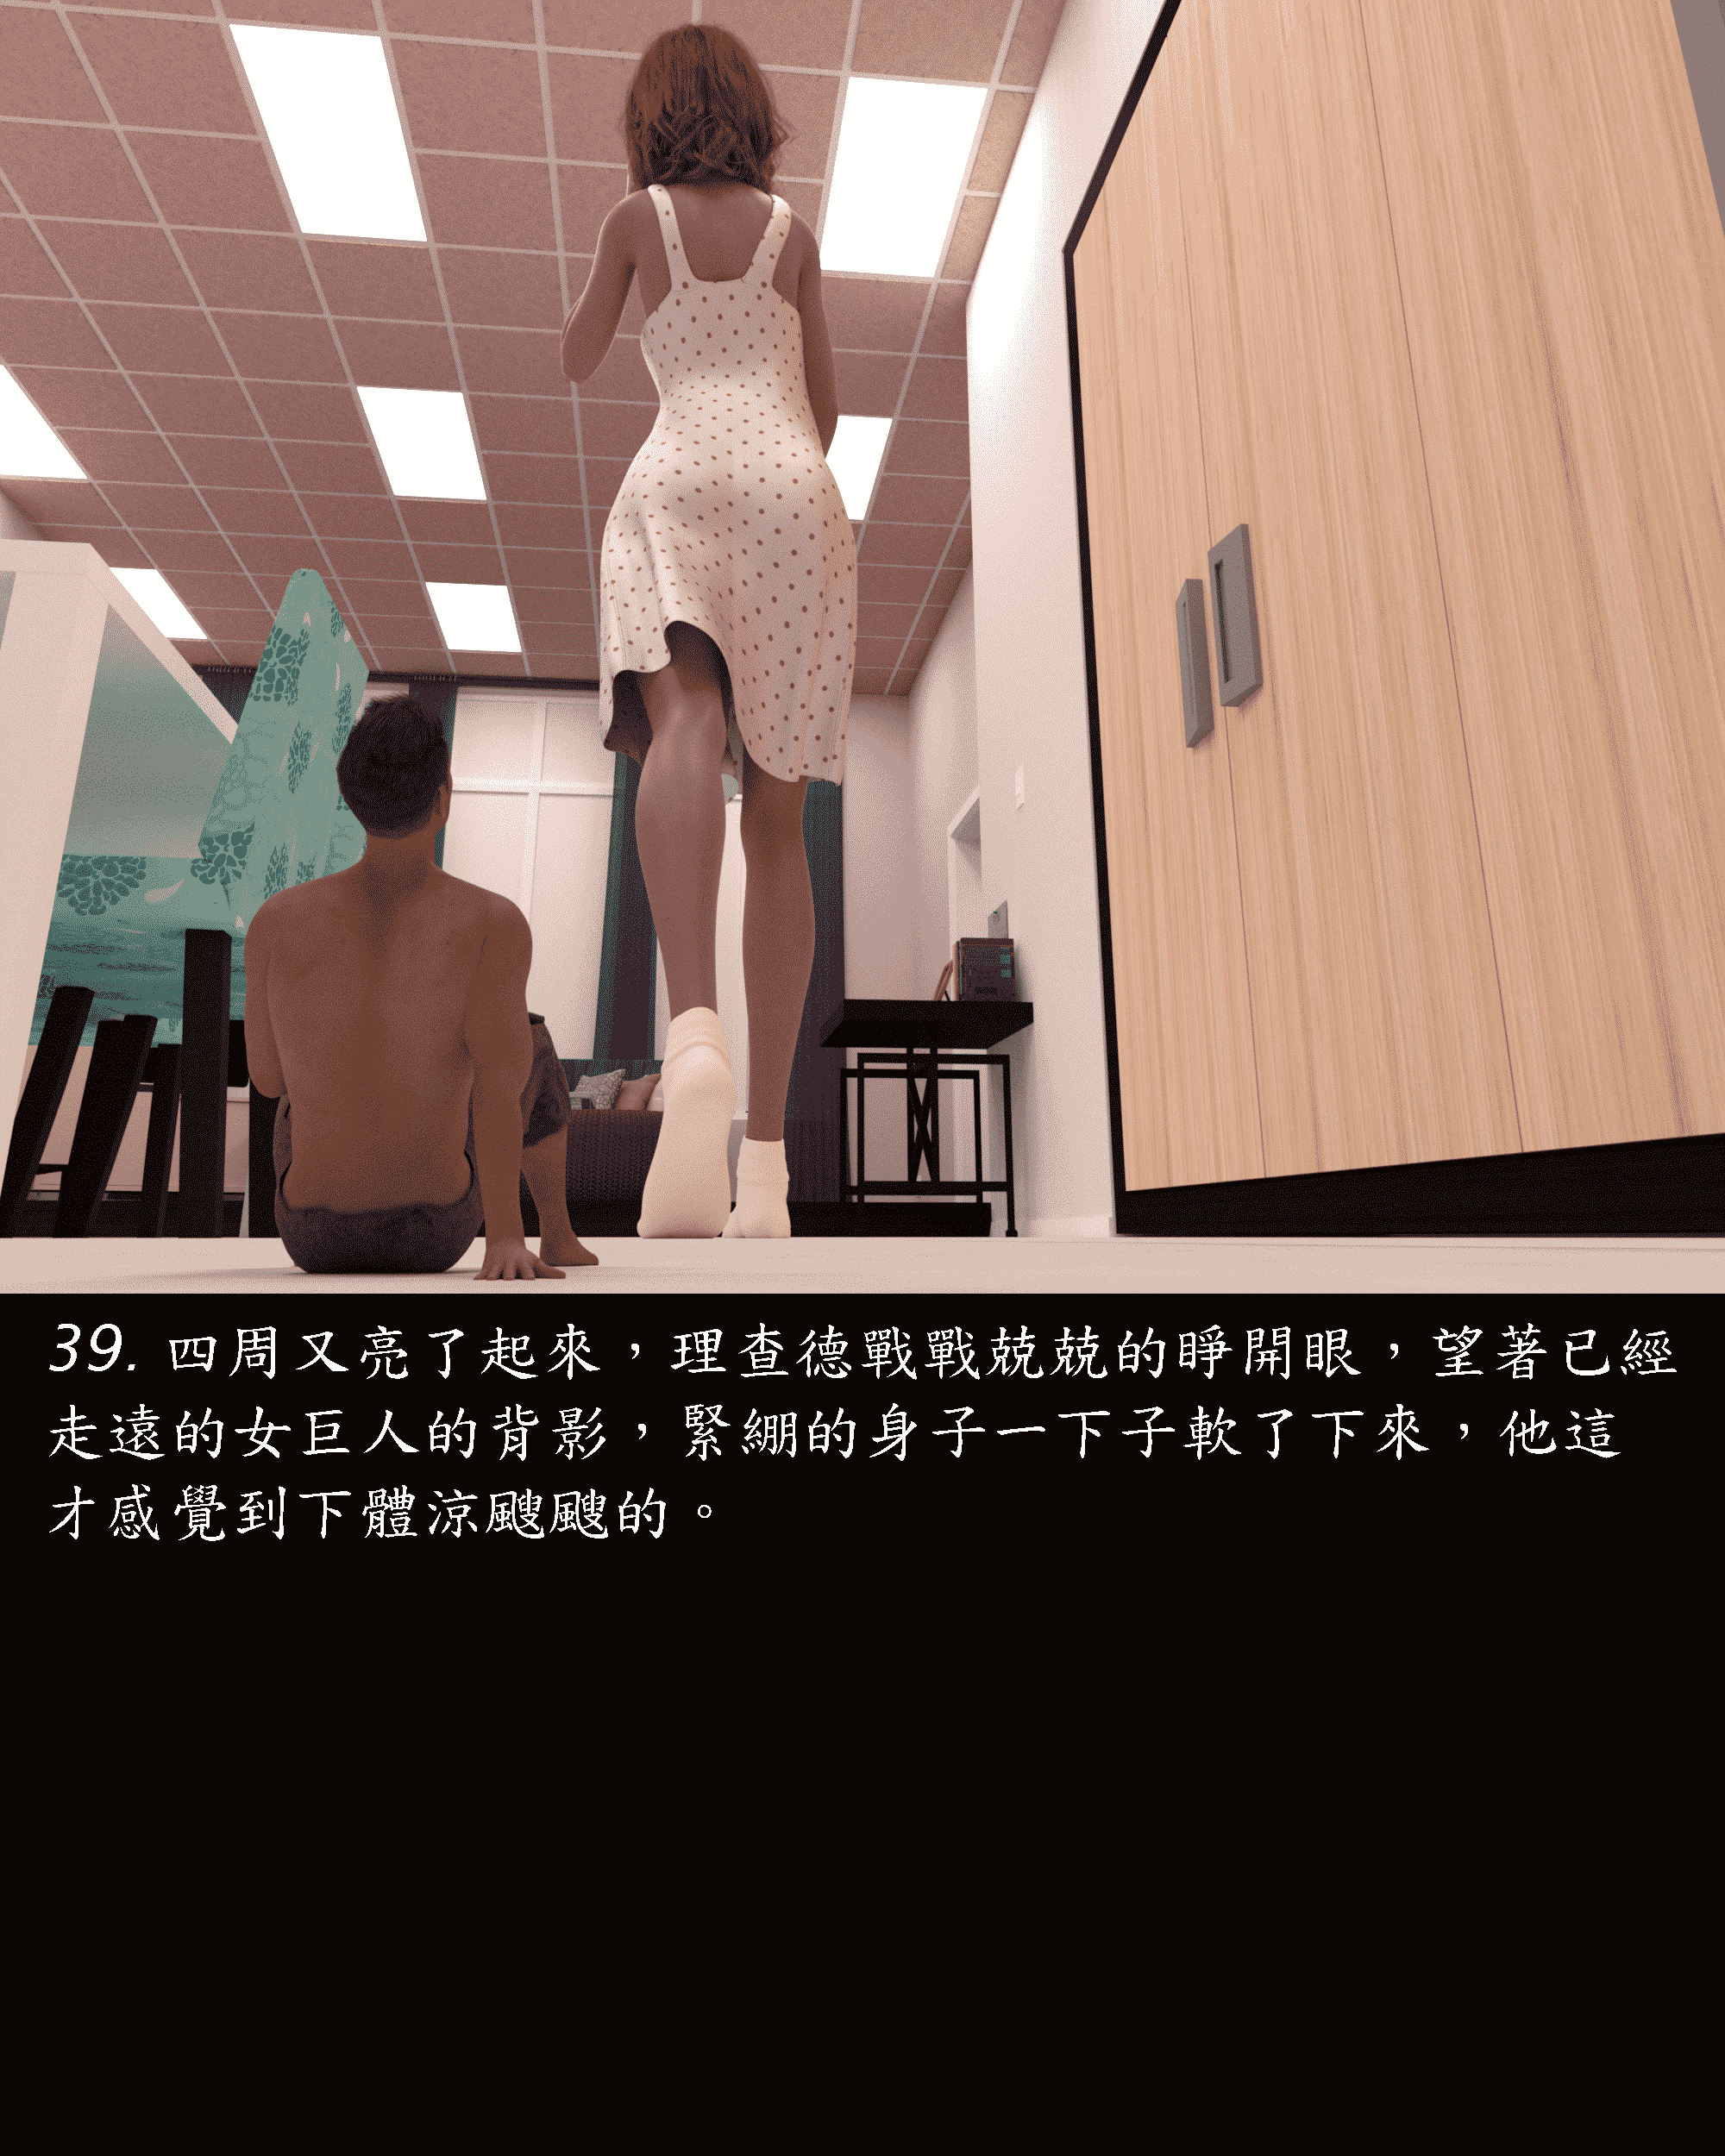 39. 四周又亮了起來，理查德戰戰兢兢的睜開眼，望著已經
走遠的女巨人的背影，緊繃的身子一下子軟了下來，他這
才感覺到下體涼颼颼的。